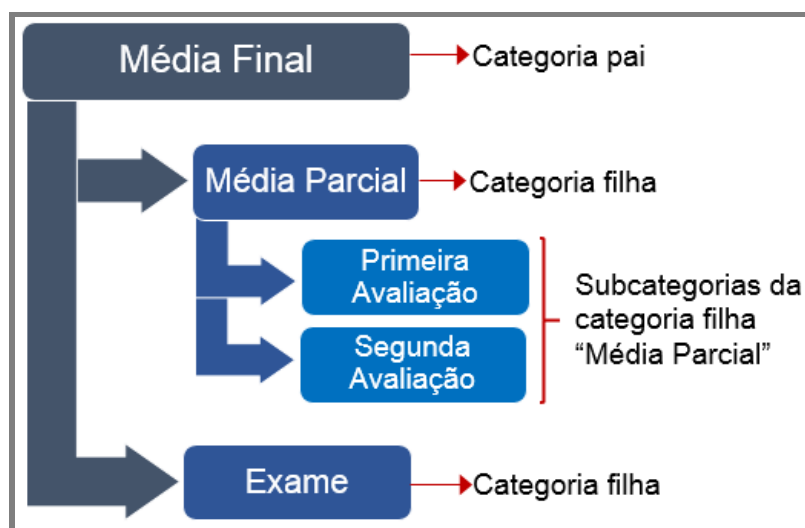 Média Final
Categoria pai
Média Parcial
Categoria filha
Primeira
Avaliação
Segunda
Avaliação
Subcategorias da
categoria filha
“Média Parcial”
Exame
Categoria filha